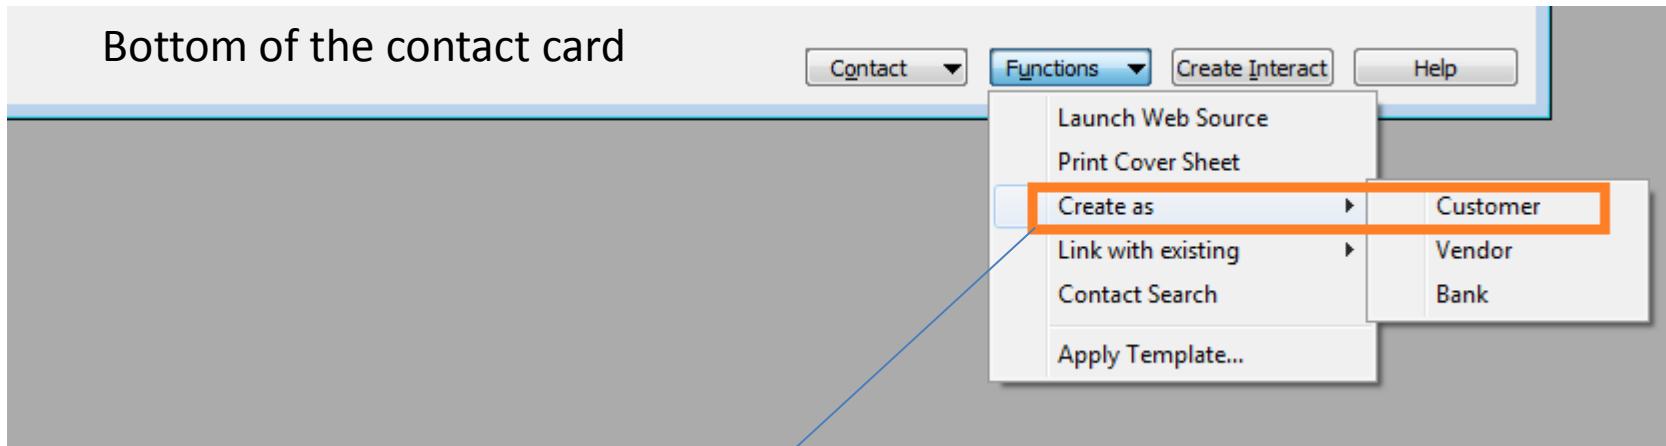 Bottom of the contact card
Contact Functions Create Interact Help
Launch Web Source
Print Cover Sheet
Create as Customer
Link with existing Vendor
Contact Search Bank
Apply Template...